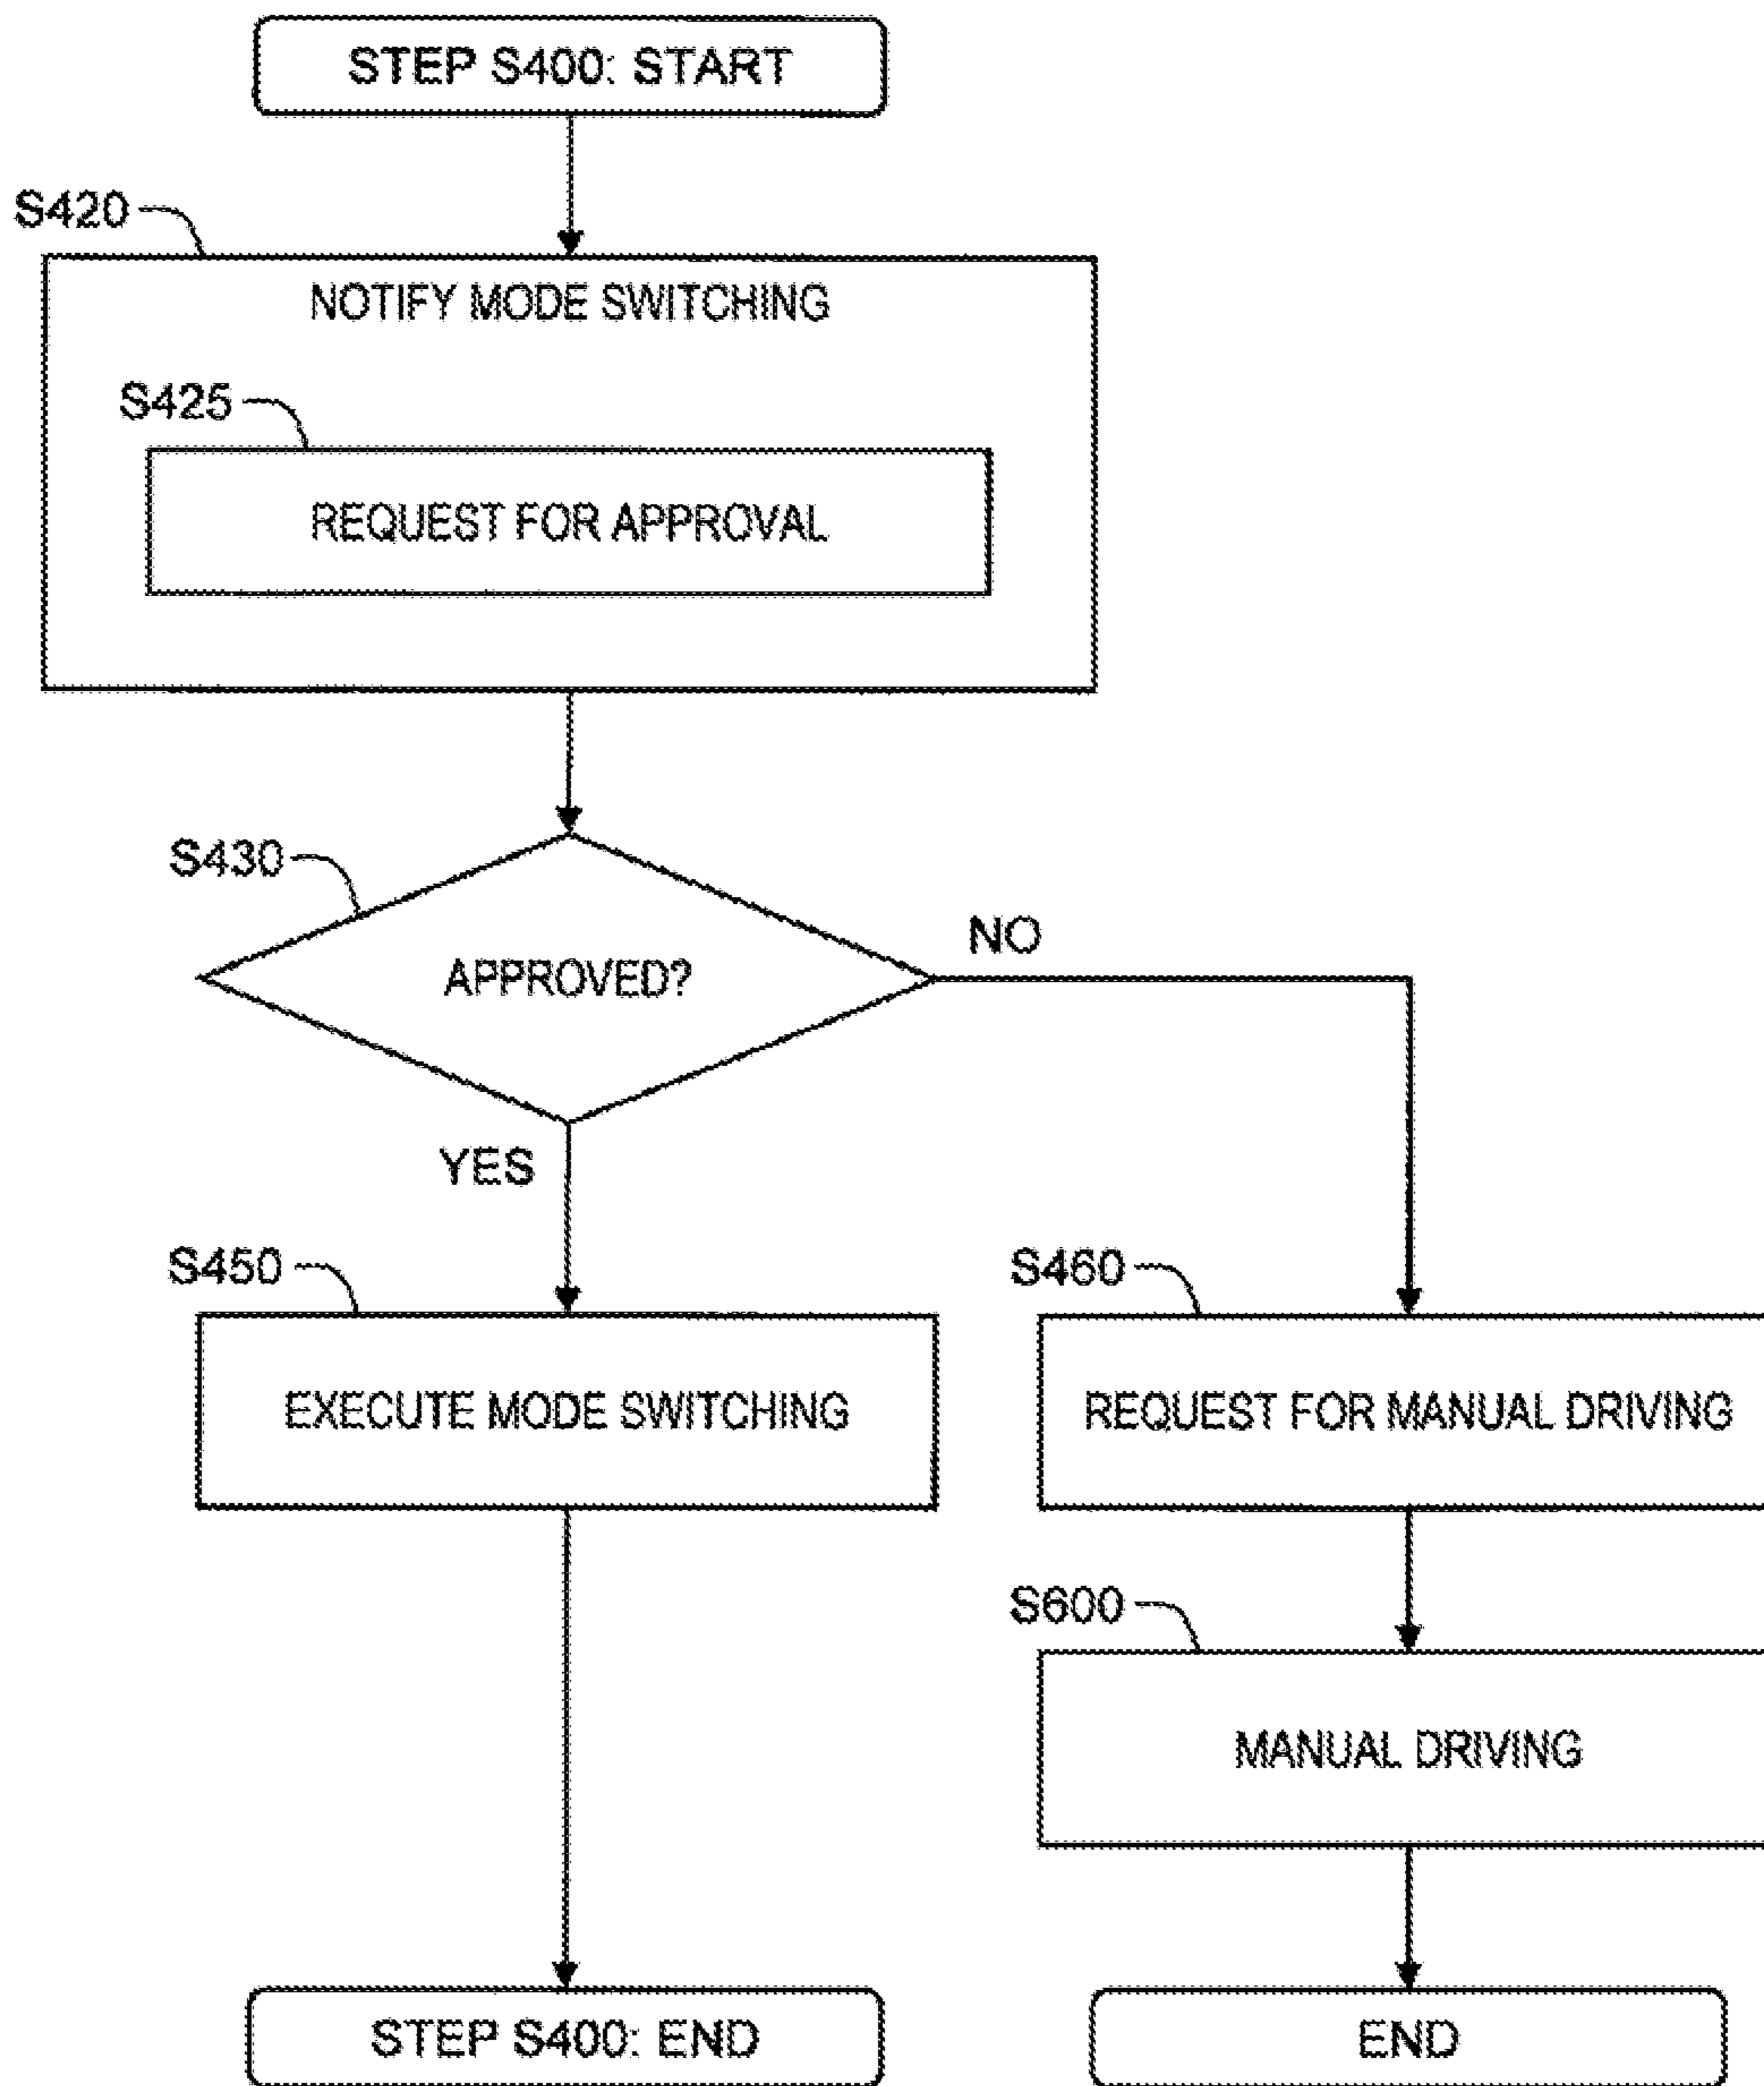 STEP S400: START
S420
NOTIFY MODE SWITCHING
S425
REQUEST FOR APPROVAL
S430
APPROVED?
NO
YES
S450
EXECUTE MODE SWITCHING
S460
REQUEST FOR MANUAL DRIVING
S600
MANUAL DRIVING
STEP S400: END
END